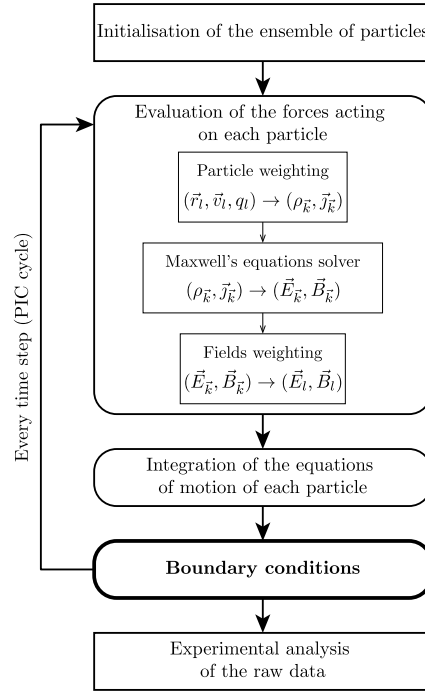 Initialisation of the ensemble of particles
Evaluation of the forces acting
on each particle
Particle weighting
(r⃗_l, v⃗_l, q_l) → (ρ_k⃗, ȷ⃗_k⃗)
Maxwell's equations solver
(ρ_k⃗, ȷ⃗_k⃗) → (E⃗_k⃗, B⃗_k⃗)
Fields weighting
(E⃗_k⃗, B⃗_k⃗) → (E⃗_l, B⃗_l)
Every time step (PIC cycle)
Integration of the equations
of motion of each particle
Boundary conditions
Experimental analysis
of the raw data